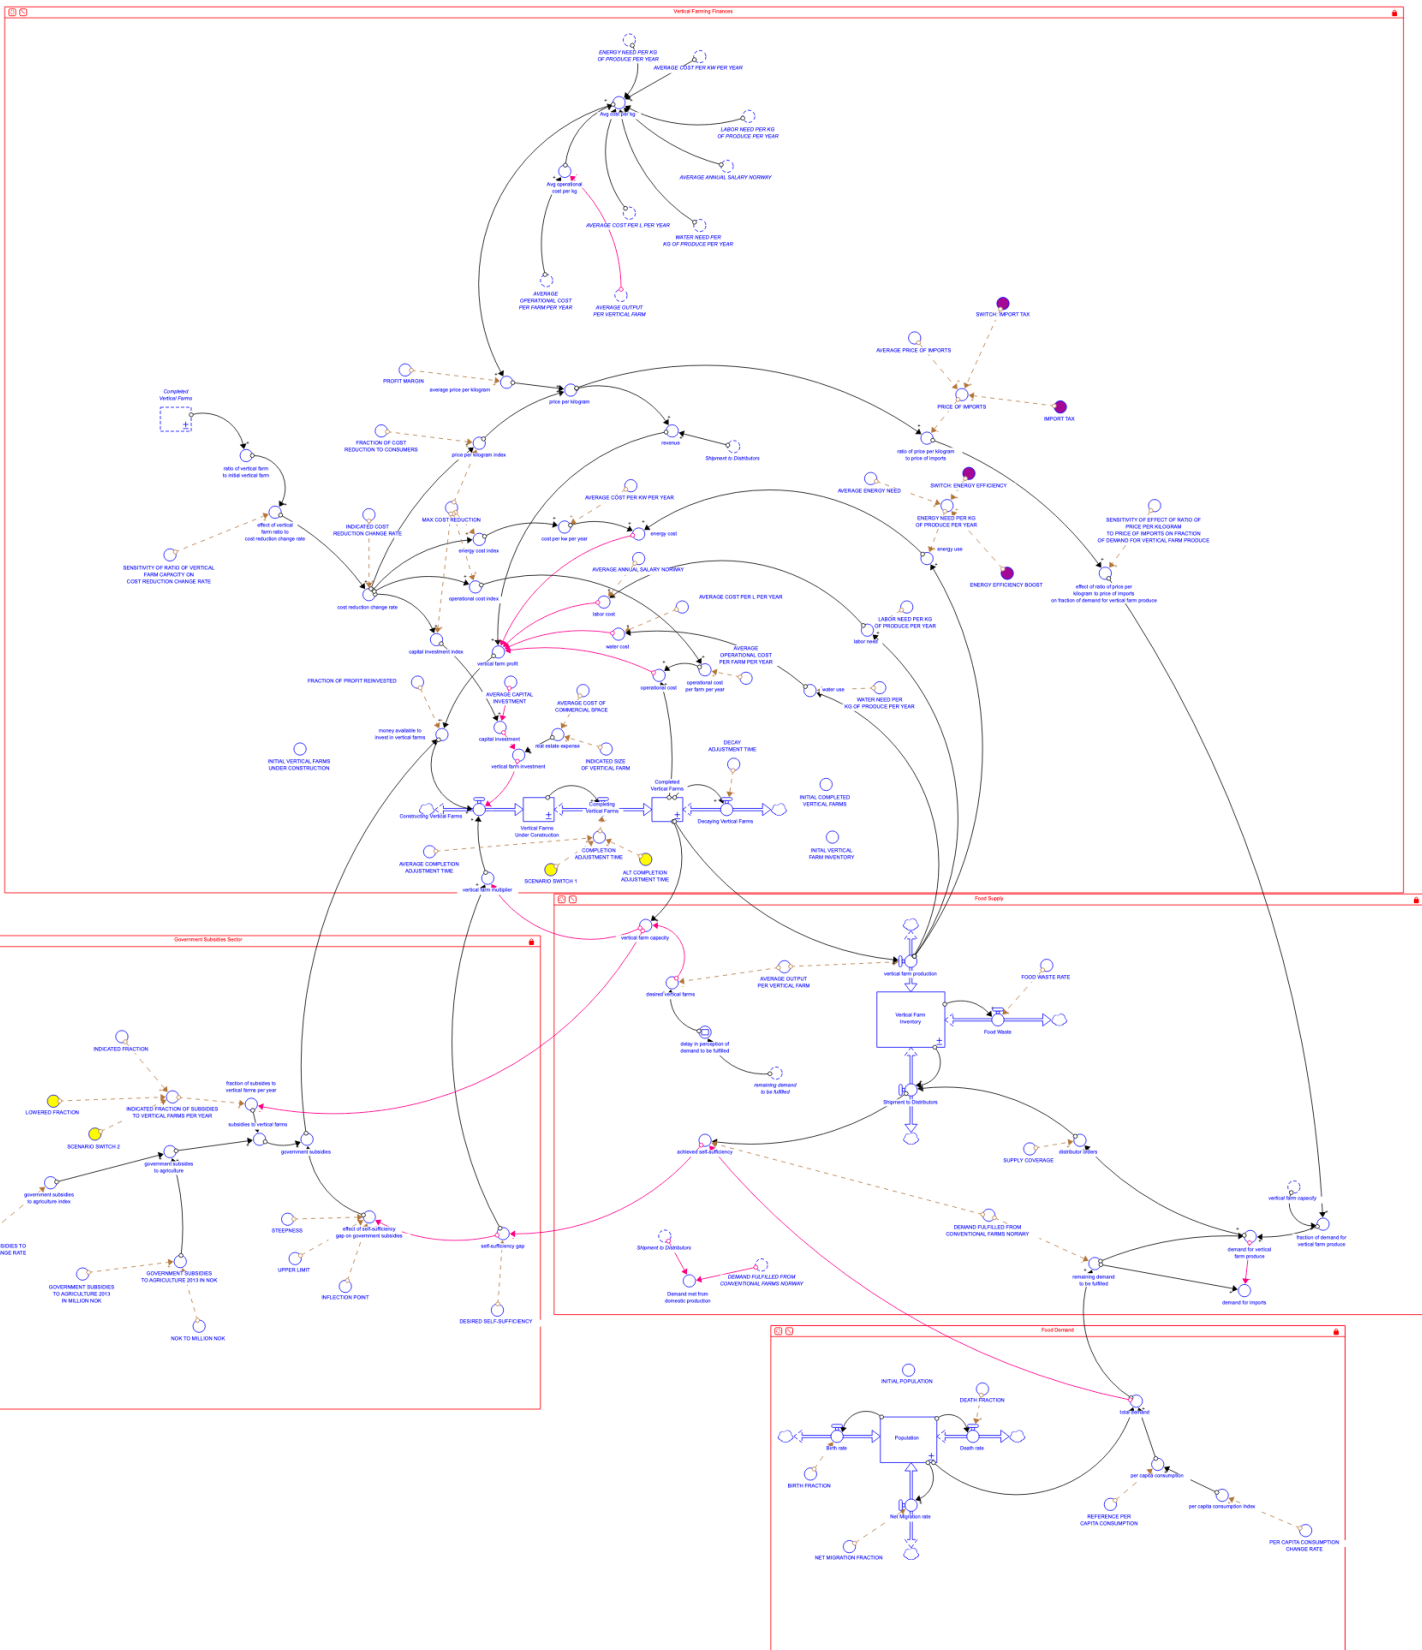 Vertical Farming Finances
ENERGY NEED PER KG
OF PRODUCE PER YEAR
AVERAGE COST PER KW PER YEAR
Avg cost per kg
LABOR NEED PER KG
OF PRODUCE PER YEAR
AVERAGE ANNUAL SALARY NORWAY
Avg operational
cost per kg
AVERAGE COST PER L PER YEAR
WATER NEED PER
KG OF PRODUCE PER YEAR
AVERAGE
OPERATIONAL COST
PER FARM PER YEAR
AVERAGE OUTPUT
PER VERTICAL FARM
SWITCH: IMPORT TAX
AVERAGE PRICE OF IMPORTS
PROFIT MARGIN
average price per kilogram
price per kilogram
PRICE OF IMPORTS
IMPORT TAX
Completed
Vertical Farms
FRACTION OF COST
REDUCTION TO CONSUMERS
price per kilogram index
revenue
Shipment to Distributors
ratio of price per kilogram
to price of imports
ratio of vertical farm
to initial vertical farm
SWITCH: ENERGY EFFICIENCY
AVERAGE ENERGY NEED
AVERAGE COST PER KW PER YEAR
MAX COST REDUCTION
ENERGY NEED PER KG
OF PRODUCE PER YEAR
SENSITIVITY OF EFFECT OF RATIO OF
PRICE PER KILOGRAM
TO PRICE OF IMPORTS ON FRACTION
OF DEMAND FOR VERTICAL FARM PRODUCE
effect of vertical
farm ratio to
cost reduction change rate
INDICATED COST
REDUCTION CHANGE RATE
energy cost index
cost per kw per year
energy cost
energy use
SENSITIVITY OF RATIO OF VERTICAL
FARM CAPACITY ON
COST REDUCTION CHANGE RATE
AVERAGE ANNUAL SALARY NORWAY
ENERGY EFFICIENCY BOOST
effect of ratio of price per
kilogram to price of imports
on fraction of demand for vertical farm produce
cost reduction change rate
operational cost index
labor cost
AVERAGE COST PER L PER YEAR
LABOR NEED PER KG
OF PRODUCE PER YEAR
labor need
capital investment index
water cost
vertical farm profit
AVERAGE
OPERATIONAL COST
PER FARM PER YEAR
FRACTION OF PROFIT REINVESTED
AVERAGE CAPITAL
INVESTMENT
operational cost
operational cost
per farm per year
water use
WATER NEED PER
KG OF PRODUCE PER YEAR
AVERAGE COST OF
COMMERCIAL SPACE
money available to
invest in vertical farms
capital investment
real estate expense
INITIAL VERTICAL FARMS
UNDER CONSTRUCTION
vertical farm investment
INDICATED SIZE
OF VERTICAL FARM
DECAY
ADJUSTMENT TIME
Completed
Vertical Farms
INITIAL COMPLETED
VERTICAL FARMS
Constructing Vertical Farms
Completing
Vertical Farms
Decaying Vertical Farms
Vertical Farms
Under Construction
AVERAGE COMPLETION
ADJUSTMENT TIME
COMPLETION
ADJUSTMENT TIME
INITAL VERTICAL
FARM INVENTORY
SCENARIO SWITCH 1
ALT COMPLETION
ADJUSTMENT TIME
vertical farm multiplier
Food Supply
vertical farm capacity
Government Subsidies Sector
vertical farm production
AVERAGE OUTPUT
PER VERTICAL FARM
FOOD WASTE RATE
desired vertical farms
Vertical Farm
Inventory
Food Waste
delay in perception of
demand to be fulfilled
remaining demand
to be fulfilled
INDICATED FRACTION
fraction of subsidies to
vertical farms per year
LOWERED FRACTION
INDICATED FRACTION OF SUBSIDIES
TO VERTICAL FARMS PER YEAR
subsidies to vertical farms
Shipment to Distributors
SCENARIO SWITCH 2
government subsidies
achieved self-sufficiency
SUPPLY COVERAGE
distributor orders
government subsidies
to agriculture
government subsidies
to agriculture index
vertical farm capacity
STEEPNESS
effect of self-sufficiency
gap on government subsidies
self-sufficiency gap
DEMAND FULFILLED FROM
CONVENTIONAL FARMS NORWAY
fraction of demand for
vertical farm produce
SIDIES TO
NGE RATE
Shipment to Distributors
demand for vertical
farm produce
UPPER LIMIT
GOVERNMENT SUBSIDIES
TO AGRICULTURE 2013 IN NOK
GOVERNMENT SUBSIDIES
TO AGRICULTURE 2013
IN MILLION NOK
INFLECTION POINT
DEMAND FULFILLED FROM
CONVENTIONAL FARMS NORWAY
Demand met from
domestic production
remaining demand
to be fulfilled
demand for imports
DESIRED SELF-SUFFICIENCY
NOK TO MILLION NOK
Food Demand
INITIAL POPULATION
DEATH FRACTION
total demand
Birth rate
Population
Death rate
BIRTH FRACTION
per capita consumption
per capita consumption index
Net Migration rate
REFERENCE PER
CAPITA CONSUMPTION
NET MIGRATION FRACTION
PER CAPITA CONSUMPTION
CHANGE RATE